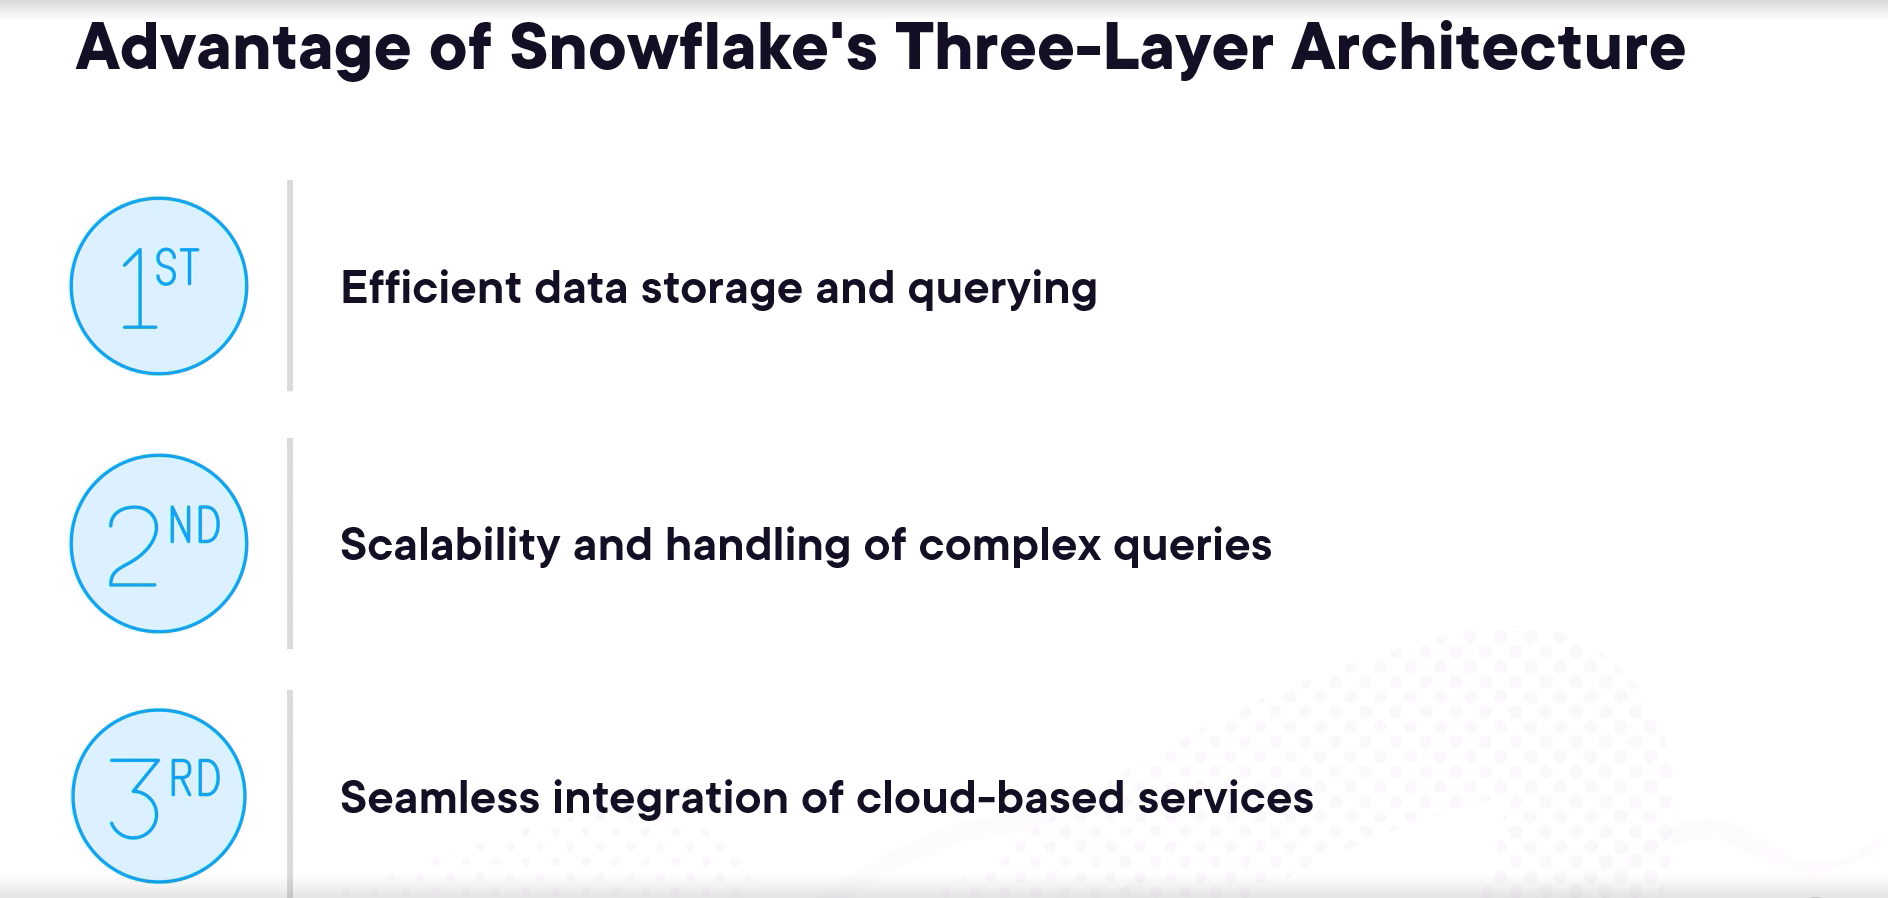 Advantage of Snowflake's Three-Layer Architecture
1ST
Efficient data storage and querying
2ND
Scalability and handling of complex queries
3RD
Seamless integration of cloud-based services